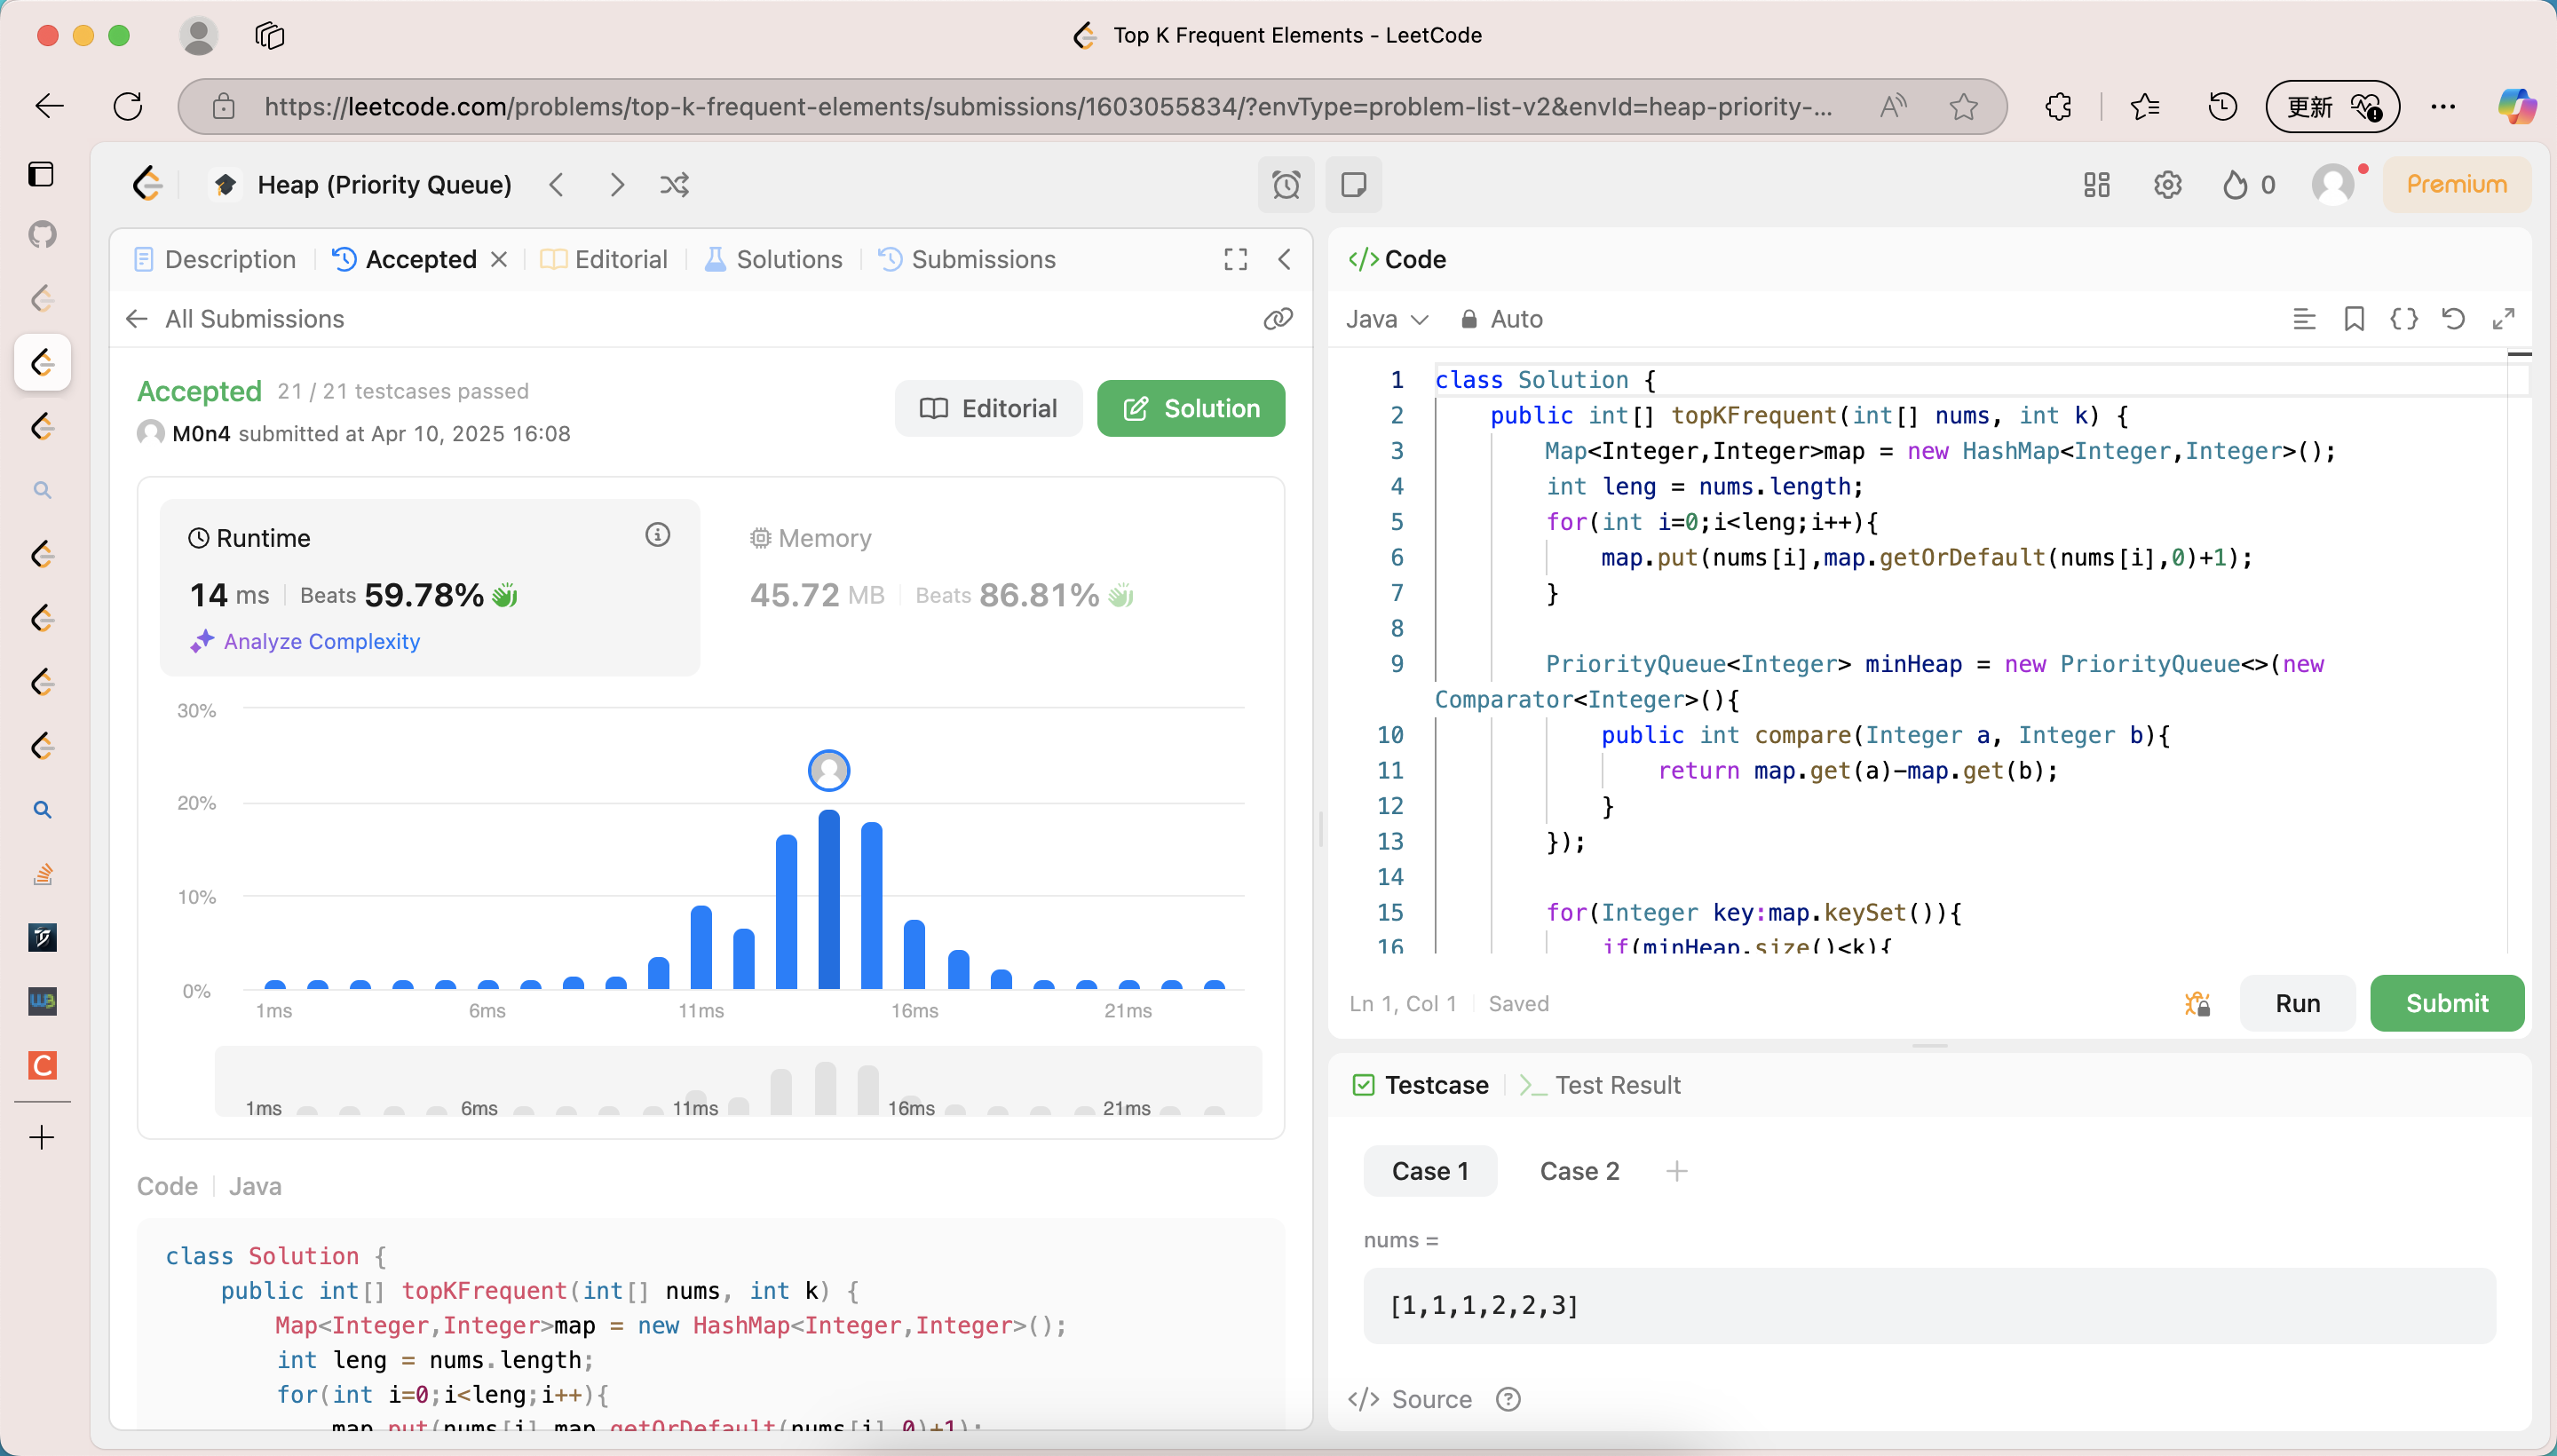 Top K Frequent Elements - LeetCode
https://leetcode.com/problems/top-k-frequent-elements/submissions/1603055834/?envType=problem-list-v2&envId=heap-priority-...
更新
Heap (Priority Queue)
0
Premium
Description
Accepted
Editorial
Solutions
Submissions
All Submissions
Accepted 21 / 21 testcases passed
M0n4 submitted at Apr 10, 2025 16:08
Editorial
Solution
Runtime
14 ms Beats 59.78%
Analyze Complexity
Memory
45.72 MB Beats 86.81%
30%
20%
10%
0%
1ms 6ms 11ms 16ms 21ms
1ms 6ms 11ms 16ms 21ms
Code Java
class Solution {
public int[] topKFrequent(int[] nums, int k) {
Map<Integer,Integer>map = new HashMap<Integer,Integer>();
int leng = nums.length;
for(int i=0;i<leng;i++){
map.put(nums[i],map.getOrDefault(nums[i],0)+1);
</> Code
Java Auto
1 class Solution {
2 public int[] topKFrequent(int[] nums, int k) {
3 Map<Integer,Integer>map = new HashMap<Integer,Integer>();
4 int leng = nums.length;
5 for(int i=0;i<leng;i++){
6 map.put(nums[i],map.getOrDefault(nums[i],0)+1);
7 }
8
9 PriorityQueue<Integer> minHeap = new PriorityQueue<>(new
Comparator<Integer>(){
10 public int compare(Integer a, Integer b){
11 return map.get(a)-map.get(b);
12 }
13 });
14
15 for(Integer key:map.keySet()){
16 if(minHeap.size()<k){
Ln 1, Col 1 Saved
Run
Submit
Testcase
Test Result
Case 1
Case 2
nums =
[1,1,1,2,2,3]
</> Source